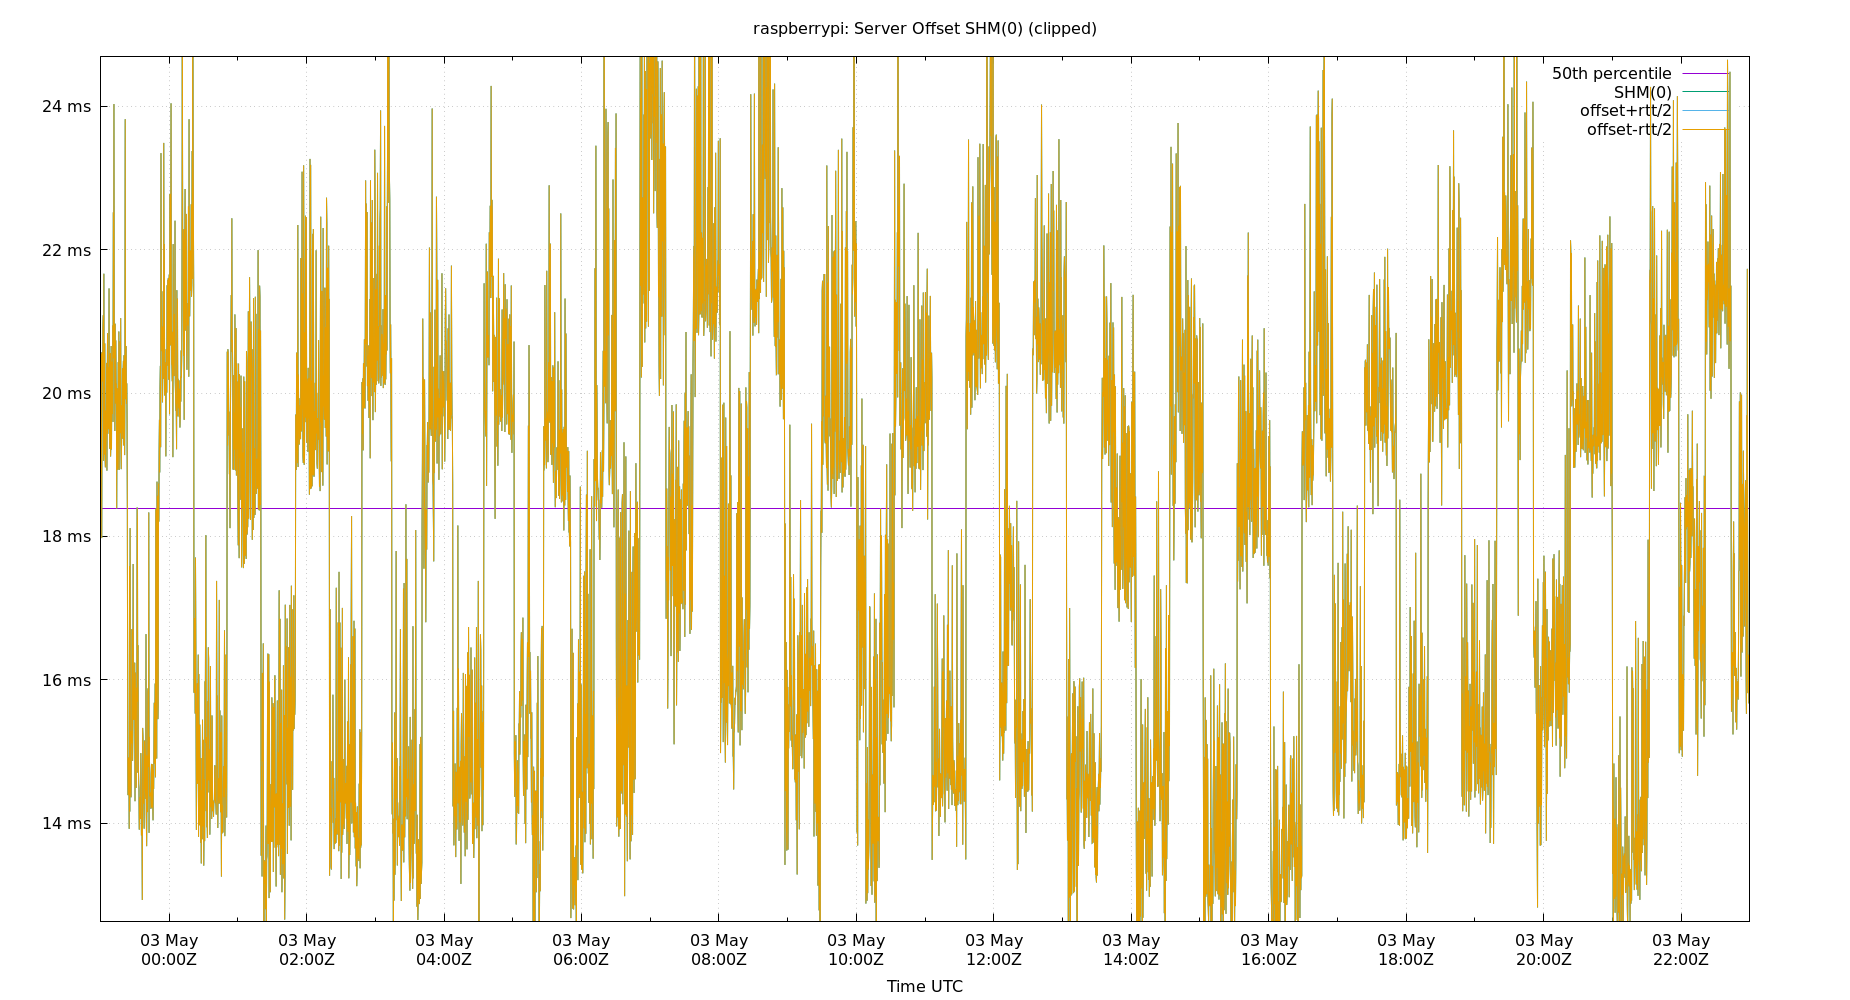 raspberrypi: Server Offset SHM(0) (clipped)
50th percentile
SHM(0)
offset+rtt/2
offset-rtt/2
24 ms
22 ms
20 ms
18 ms
16 ms
14 ms
03 May 03 May 03 May 03 May 03 May 03 May 03 May 03 May 03 May 03 May 03 May 03 May
00:00Z 02:00Z 04:00Z 06:00Z 08:00Z 10:00Z 12:00Z 14:00Z 16:00Z 18:00Z 20:00Z 22:00Z
Time UTC